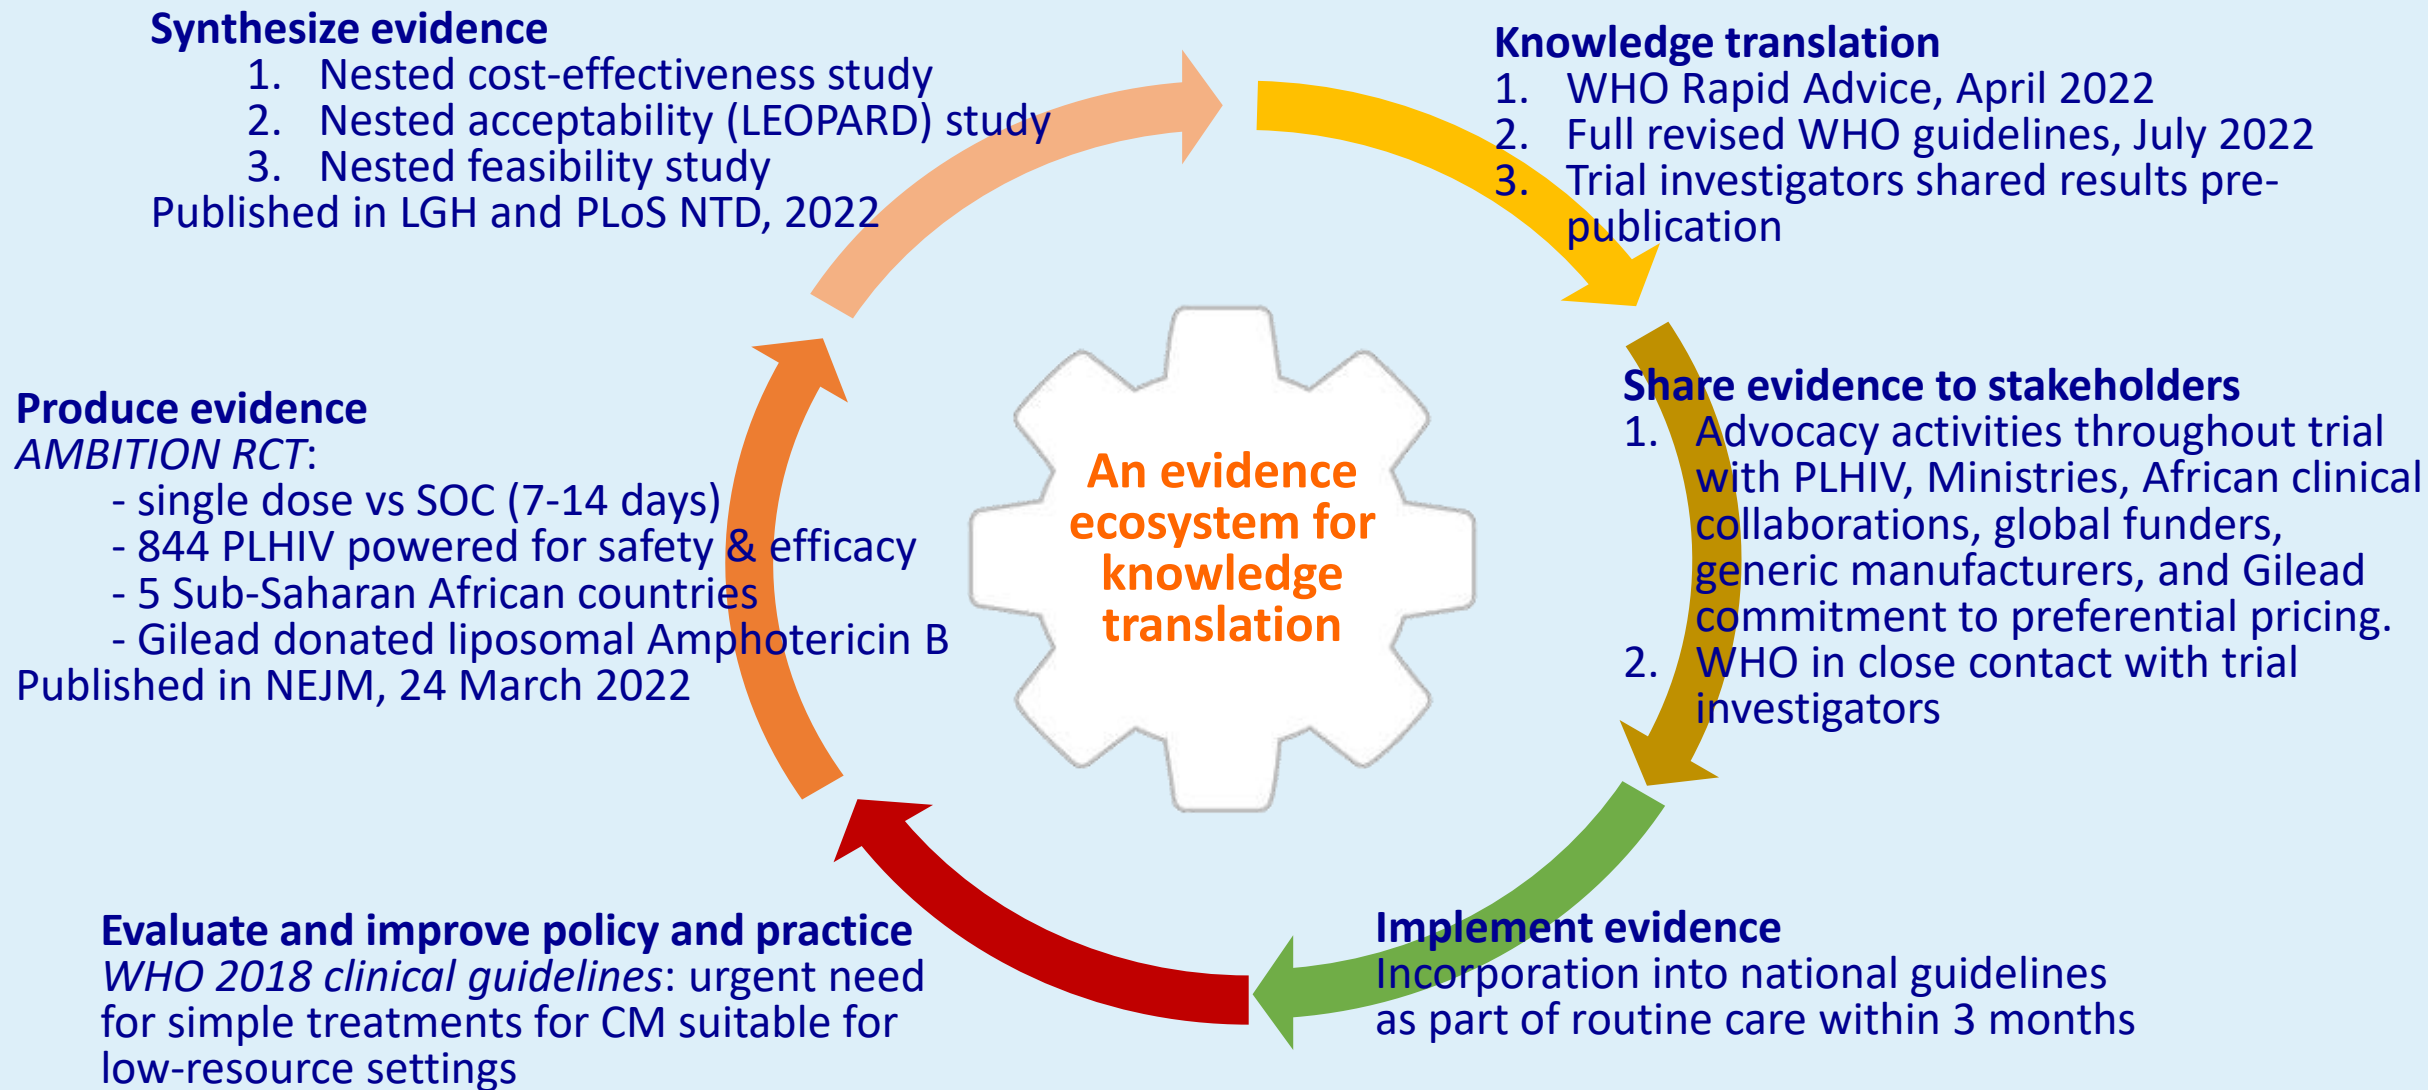 Synthesize evidence
1. Nested cost-effectiveness study
2. Nested acceptability (LEOPARD) study
3. Nested feasibility study
Published in LGH and PLoS NTD, 2022
Knowledge translation
1. WHO Rapid Advice, April 2022
2. Full revised WHO guidelines, July 2022
3. Trial investigators shared results pre-
publication
Produce evidence
AMBITION RCT:
- single dose vs SOC (7-14 days)
- 844 PLHIV powered for safety & efficacy
- 5 Sub-Saharan African countries
- Gilead donated liposomal Amphotericin B
Published in NEJM, 24 March 2022
An evidence
ecosystem for
knowledge
translation
Share evidence to stakeholders
1. Advocacy activities throughout trial
with PLHIV, Ministries, African clinical
collaborations, global funders,
generic manufacturers, and Gilead
commitment to preferential pricing.
2. WHO in close contact with trial
investigators
Evaluate and improve policy and practice
WHO 2018 clinical guidelines: urgent need
for simple treatments for CM suitable for
low-resource settings
Implement evidence
Incorporation into national guidelines
as part of routine care within 3 months